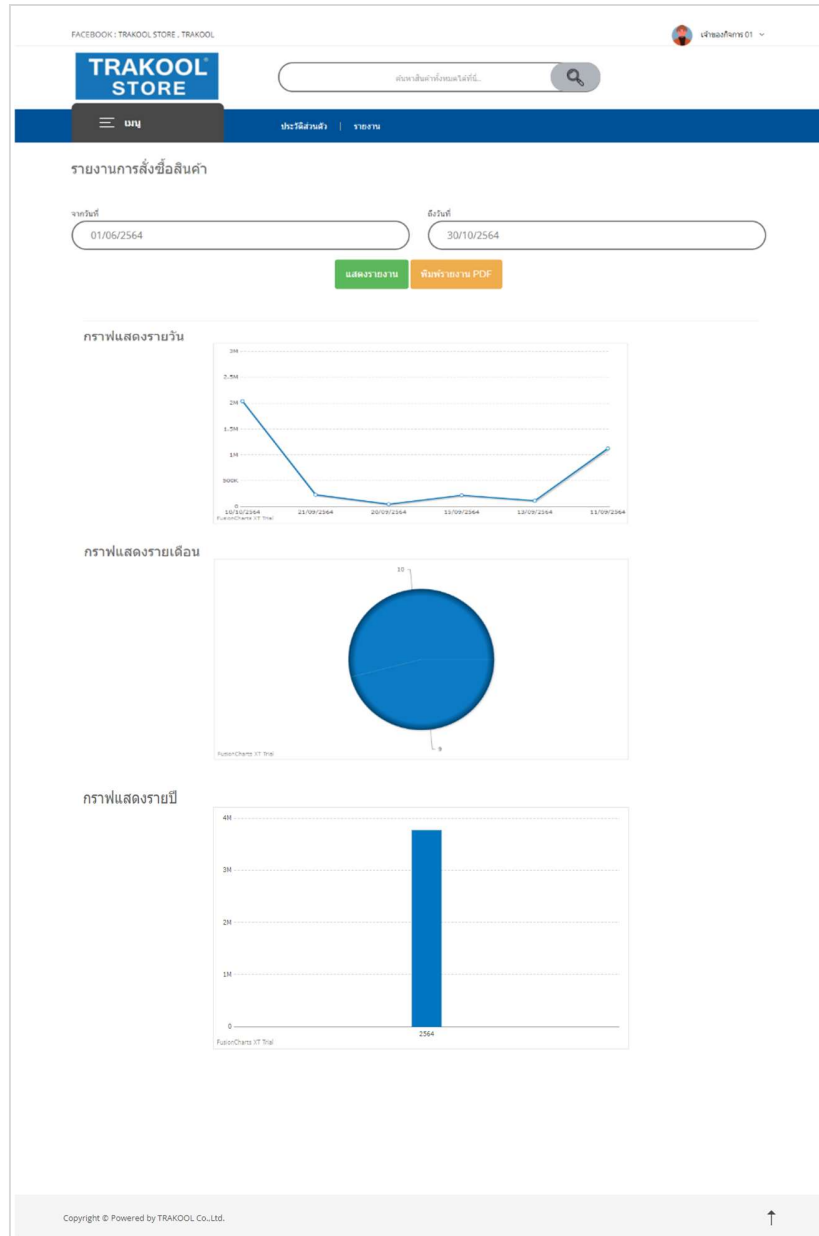 FACEBOOK : TRAKOOL STORE . TRAKOOL
เจ้าของกิจการ 01
TRAKOOL
STORE
ค้นหาสินค้าทั้งหมดได้ที่นี่...
เมนู
ประวัติส่วนตัว | รายงาน
รายงานการสั่งซื้อสินค้า
จากวันที่
ถึงวันที่
01/06/2564
30/10/2564
แสดงรายงาน
พิมพ์รายงาน PDF
กราฟแสดงรายวัน
3M
2.5M
2M
1.5M
1M
500K
0
10/10/2564 21/09/2564 20/09/2564 13/09/2564 11/09/2564
FusionCharts XT Trial
กราฟแสดงรายเดือน
10
9
FusionCharts XT Trial
กราฟแสดงรายปี
4M
3M
2M
1M
0
2564
FusionCharts XT Trial
Copyright © Powered by TRAKOOL Co.,Ltd.